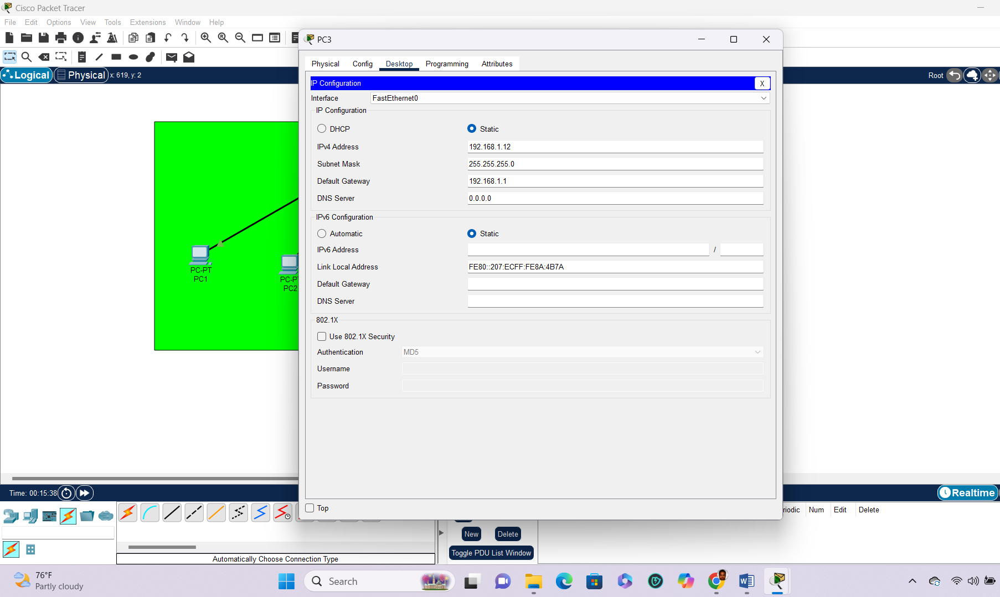 Cisco Packet Tracer
File Edit Options View Tools Extensions Window Help
PC3
Physical Config Desktop Programming Attributes
Logical Physical x: 619, y: 2
Root
IP Configuration X
Interface FastEthernet0
IP Configuration
DHCP Static
IPv4 Address 192.168.1.12
Subnet Mask 255.255.255.0
Default Gateway 192.168.1.1
DNS Server 0.0.0.0
IPv6 Configuration
Automatic Static
IPv6 Address /
Link Local Address FE80::207:ECFF:FE8A:4B7A
Default Gateway
DNS Server
802.1X
Use 802.1X Security
Authentication MD5
Username
Password
Top
PC-PT
PC1
PC-PT
PC2
Time: 00:15:38
Realtime
riodic Num Edit Delete
New Delete
Toggle PDU List Window
Automatically Choose Connection Type
76°F
Partly cloudy
Search